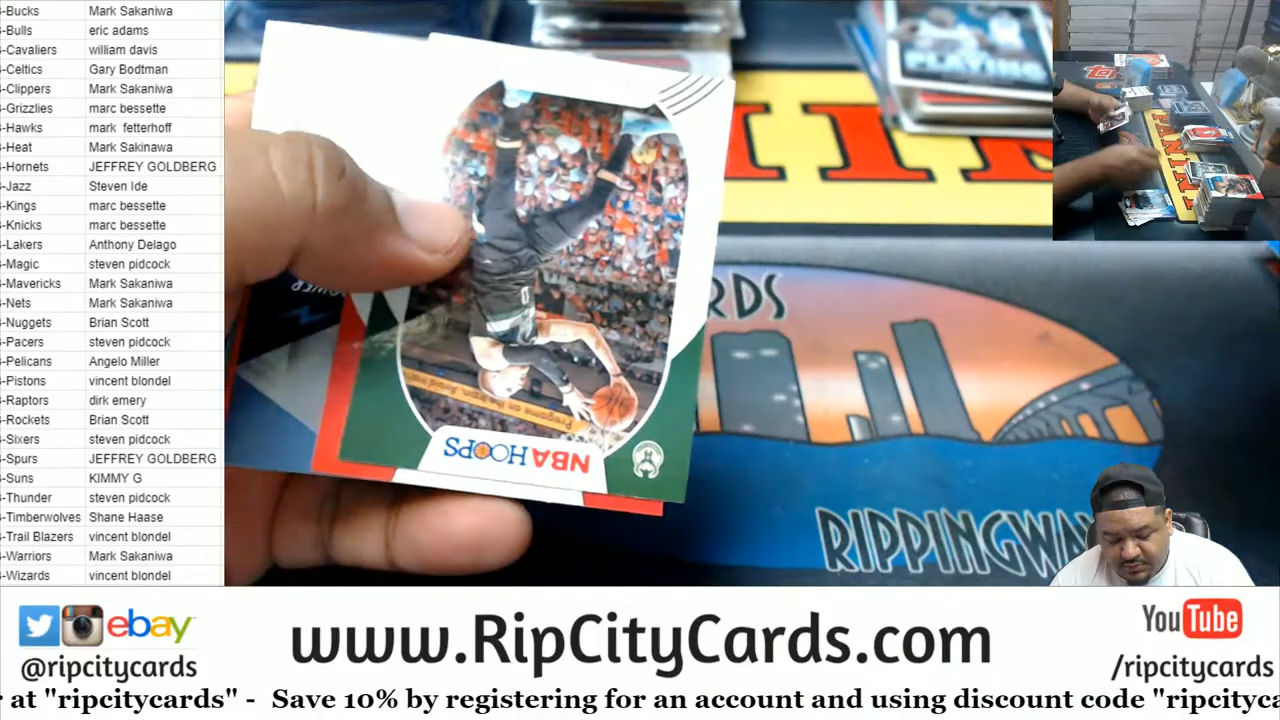 -Bucks Mark Sakaniwa
-Bulls eric adams
-Cavaliers william davis
-Celtics Gary Bodtman
-Clippers Mark Sakaniwa
-Grizzlies marc bessette
-Hawks mark fetterhoff
-Heat Mark Sakinawa
-Hornets JEFFREY GOLDBERG
-Jazz Steven Ide
-Kings marc bessette
-Knicks marc bessette
-Lakers Anthony Delago
-Magic steven pidcock
-Mavericks Mark Sakaniwa
-Nets Mark Sakaniwa
-Nuggets Brian Scott
-Pacers steven pidcock
-Pelicans Angelo Miller
-Pistons vincent blondel
-Raptors dirk emery
-Rockets Brian Scott
-Sixers steven pidcock
-Spurs JEFFREY GOLDBERG
-Suns KIMMY G
-Thunder steven pidcock
-Timberwolves Shane Haase
-Trail Blazers vincent blondel
-Warriors Mark Sakaniwa
-Wizards vincent blondel
PLAYING
NBA HOOPS
RDS
RIPPINGWA
PANINI
ebay
@ripcitycards
www.RipCityCards.com
YouTube
/ripcitycards
r at "ripcitycards" - Save 10% by registering for an account and using discount code "ripcityca